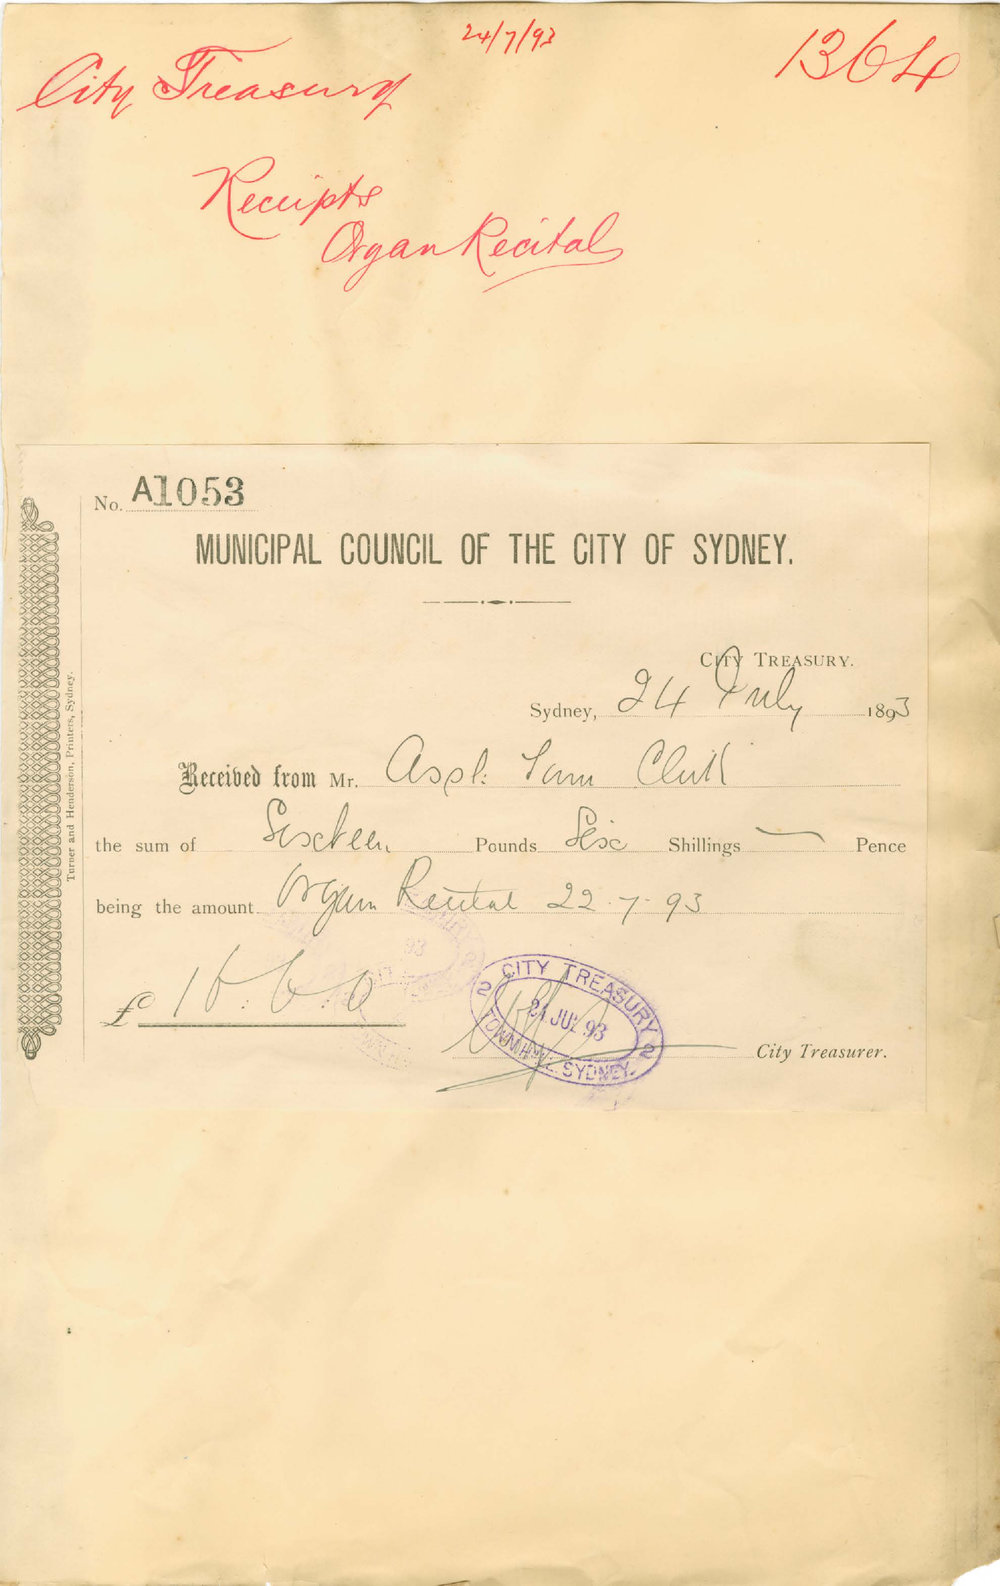 24/7/93
City Treasury
1364
Receipts
Organ Recital
No. A1053
MUNICIPAL COUNCIL OF THE CITY OF SYDNEY.
CITY TREASURY.
Sydney, 24 July 1893
Received from Mr. Asst. Town Clerk
the sum of Sixteen Pounds Six Shillings — Pence
being the amount Organ Recital 22.7.93
£ 16.6.0
CITY TREASURY
2 24 JUL 93 2
TOWN HALL SYDNEY.
City Treasurer.
Turner and Henderson, Printers, Sydney.